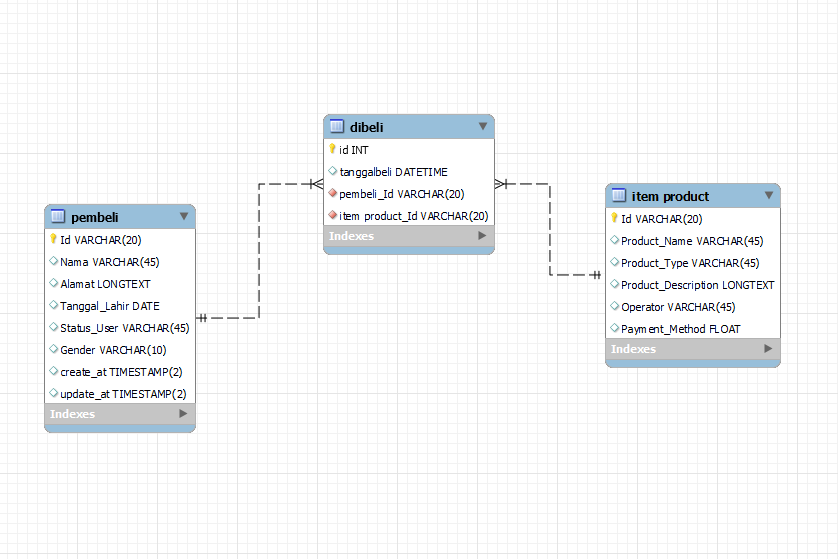 pembeli
Id VARCHAR(20)
Nama VARCHAR(45)
Alamat LONGTEXT
Tanggal_Lahir DATE
Status_User VARCHAR(45)
Gender VARCHAR(10)
create_at TIMESTAMP(2)
update_at TIMESTAMP(2)
Indexes
dibeli
id INT
tanggalbeli DATETIME
pembeli_Id VARCHAR(20)
item product_Id VARCHAR(20)
Indexes
item product
Id VARCHAR(20)
Product_Name VARCHAR(45)
Product_Type VARCHAR(45)
Product_Description LONGTEXT
Operator VARCHAR(45)
Payment_Method FLOAT
Indexes